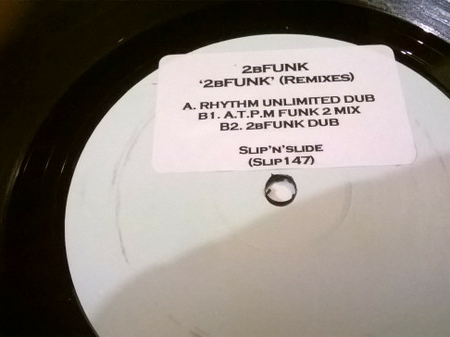 2bFUNK
'2bFUNK' (Remixes)
A. RHYTHM UNLIMITED DUB
B1. A.T.P.M FUNK 2 MIX
B2. 2bFUNK DUB
Slip'n'slide
(Slip147)